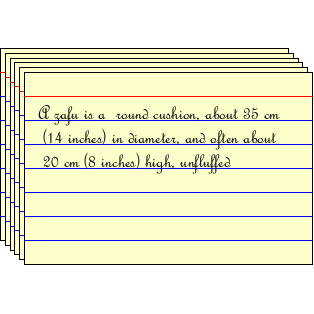 A zafu is a round cushion, about 35 cm
(14 inches) in diameter, and often about
20 cm (8 inches) high, unfluffed